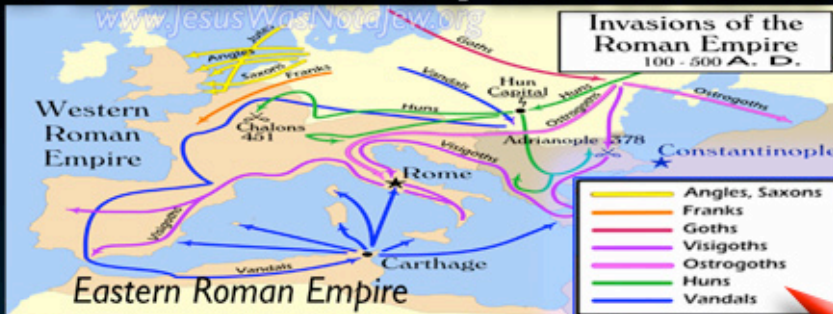 www.JesusWasNotaJew.org
Invasions of the
Roman Empire
100 - 500 A. D.
Jutes
Angles
Saxons
Franks
Goths
Vandals
Hun
Capital
Huns
Huns
Ostrogoths
Ostrogoths
Western
Roman
Empire
Chalons
451
Adrianople 378
Visigoths
Constantinople
Rome
Visigoths
Vandals
Carthage
Eastern Roman Empire
Angles, Saxons
Franks
Goths
Visigoths
Ostrogoths
Huns
Vandals